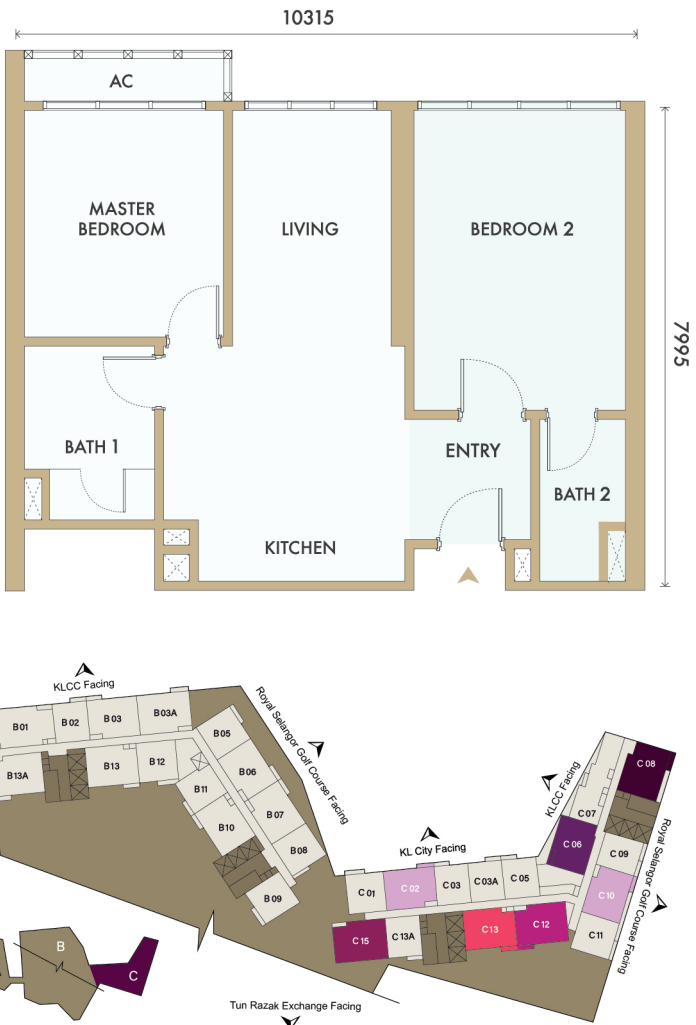 10315
AC
MASTER
BEDROOM
LIVING
BEDROOM 2
7995
BATH 1
ENTRY
BATH 2
KITCHEN
KLCC Facing
B 01
B 02
B 03
B 03A
B 05
Royal Selangor Golf Course Facing
B 13A
B 13
B 12
B 06
B 11
B 07
B 10
B 08
B 09
KLCC Facing
C 08
C 07
KL City Facing
C 06
C 09
Royal Selangor Golf Course Facing
C 01
C 02
C 03
C 03A
C 05
C 10
C 15
C 13A
C 13
C 12
C 11
B
C
Tun Razak Exchange Facing